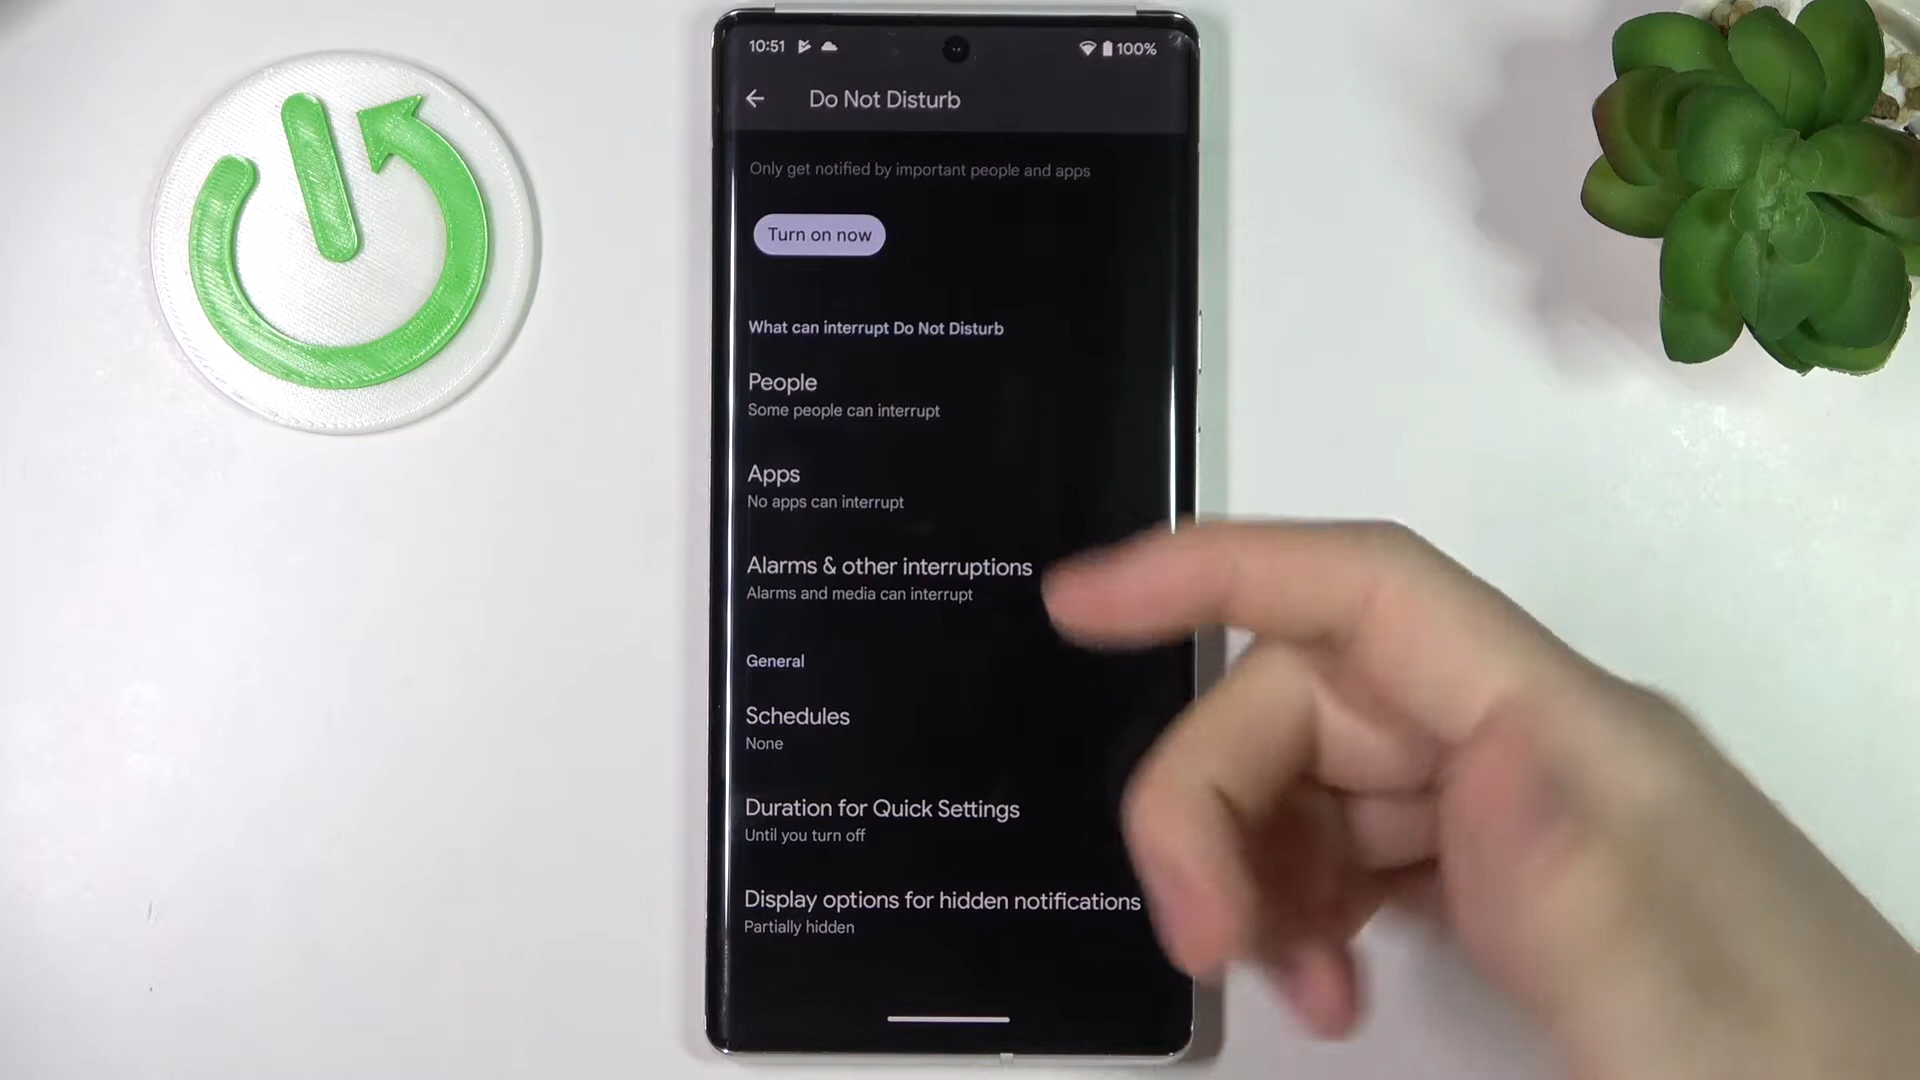 10:51 100%
Do Not Disturb
Only get notified by important people and apps
Turn on now
What can interrupt Do Not Disturb
People
Some people can interrupt
Apps
No apps can interrupt
Alarms & other interruptions
Alarms and media can interrupt
General
Schedules
None
Duration for Quick Settings
Until you turn off
Display options for hidden notifications
Partially hidden